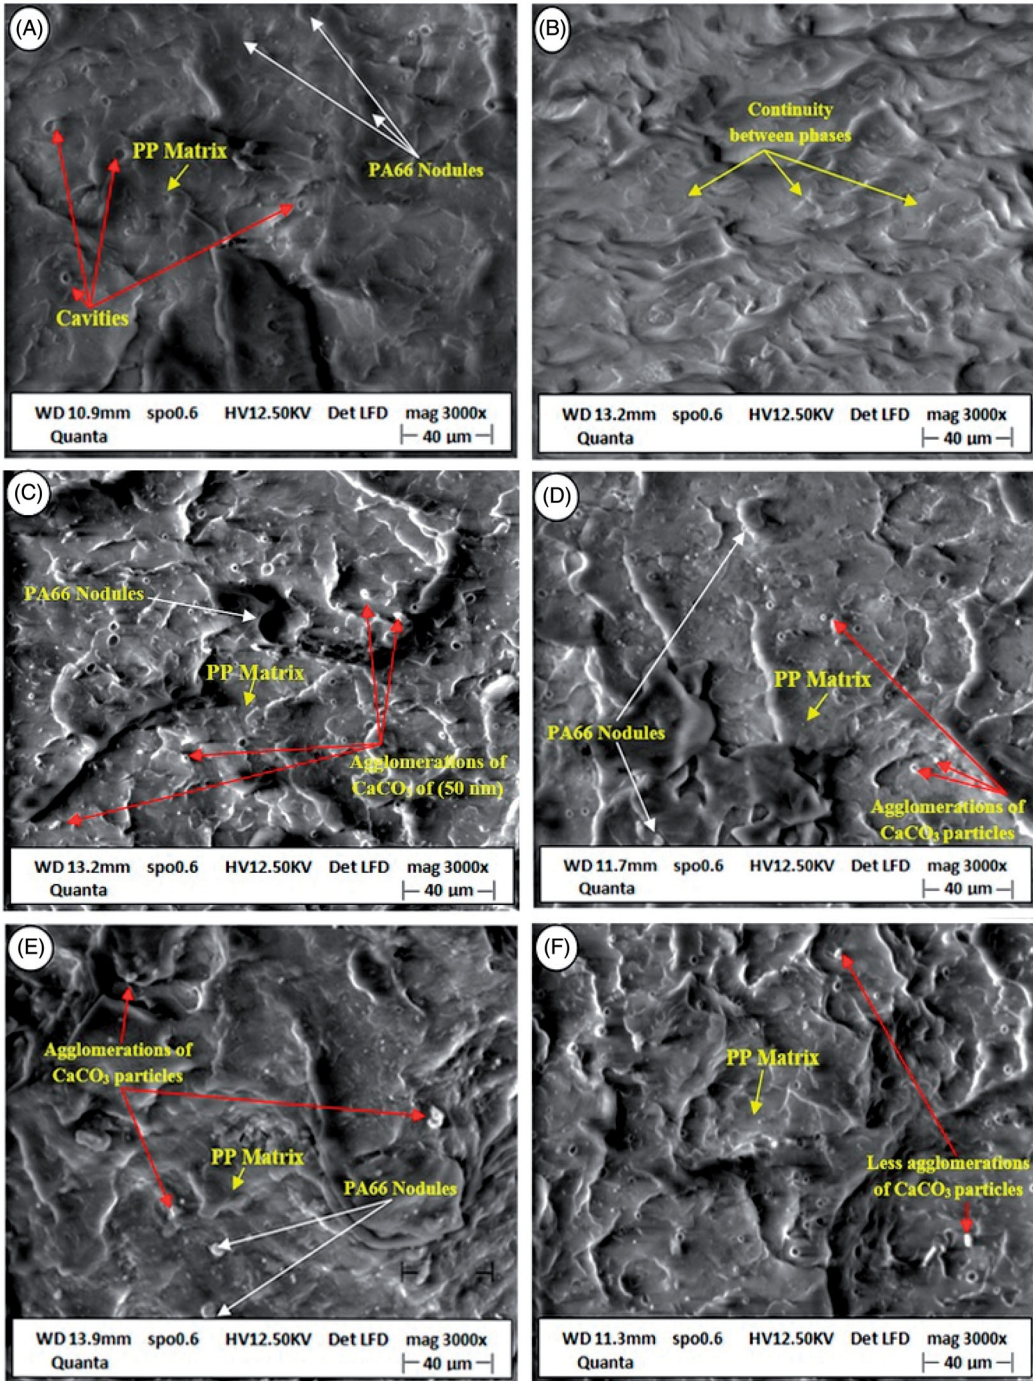 (A)
PA66 Nodules
PP Matrix
Cavities
WD 10.9mm spo0.6 HV12.50KV Det LFD mag 3000x
Quanta 40 µm
(B)
Continuity
between phases
WD 13.2mm spo0.6 HV12.50KV Det LFD mag 3000x
Quanta 40 µm
(C)
PA66 Nodules
PP Matrix
Agglomerations of
CaCO₃ of (50 nm)
WD 13.2mm spo0.6 HV12.50KV Det LFD mag 3000x
Quanta 40 µm
(D)
PP Matrix
PA66 Nodules
Agglomerations of
CaCO₃ particles
WD 11.7mm spo0.6 HV12.50KV Det LFD mag 3000x
Quanta 40 µm
(E)
Agglomerations of
CaCO₃ particles
PP Matrix
PA66 Nodules
WD 13.9mm spo0.6 HV12.50KV Det LFD mag 3000x
Quanta 40 µm
(F)
PP Matrix
Less agglomerations
of CaCO₃ particles
WD 11.3mm spo0.6 HV12.50KV Det LFD mag 3000x
Quanta 40 µm